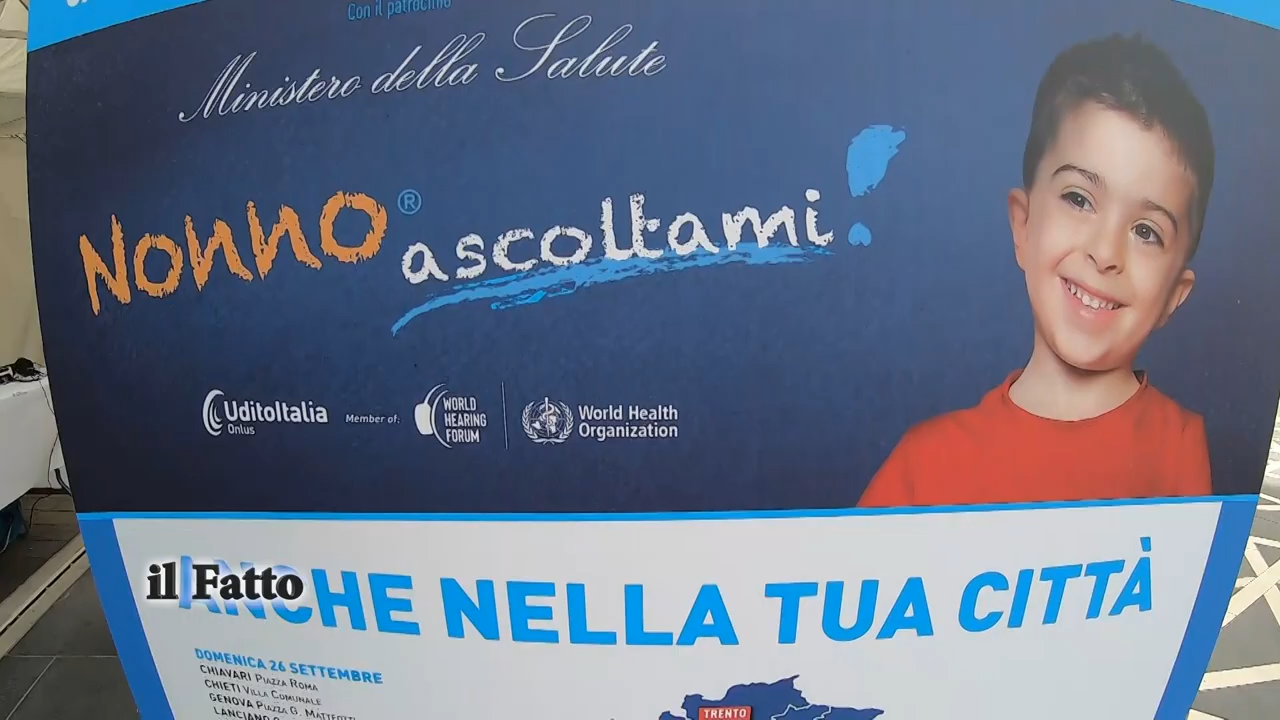 Con il patrocinio
Ministero della Salute
Nonno® ascoltami!
UditoItalia
Onlus
Member of:
WORLD
HEARING
FORUM
World Health
Organization
il Fatto
ANCHE NELLA TUA CITTÀ
DOMENICA 26 SETTEMBRE
CHIAVARI PIAZZA ROMA
CHIETI VILLA COMUNALE
GENOVA PIAZZA G. MATTEOTTI
LANCIANO
TRENTO